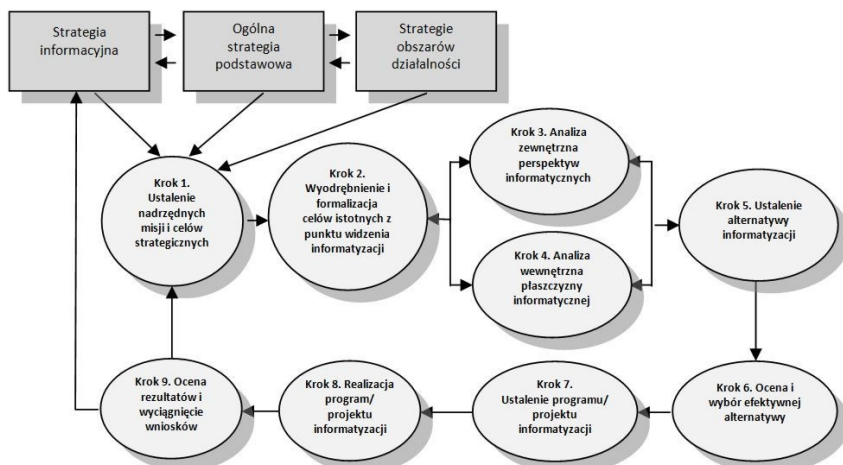 Strategia
informacyjna
Ogólna
strategia
podstawowa
Strategie
obszarów
działalności
Krok 1.
Ustalenie
nadrzędnych
misji i celów
strategicznych
Krok 2.
Wyodrębnienie i
formalizacja
celów istotnych z
punktu widzenia
informatyzacji
Krok 3. Analiza
zewnętrzna
perspektyw
informatycznych
Krok 4. Analiza
wewnętrzna
płaszczyzny
informatycznej
Krok 5. Ustalenie
alternatywy
informatyzacji
Krok 6. Ocena i
wybór efektywnej
alternatywy
Krok 7.
Ustalenie programu/
projektu
informatyzacji
Krok 8. Realizacja
program/
projektu
informatyzacji
Krok 9. Ocena
rezultatów i
wyciągnięcie
wniosków